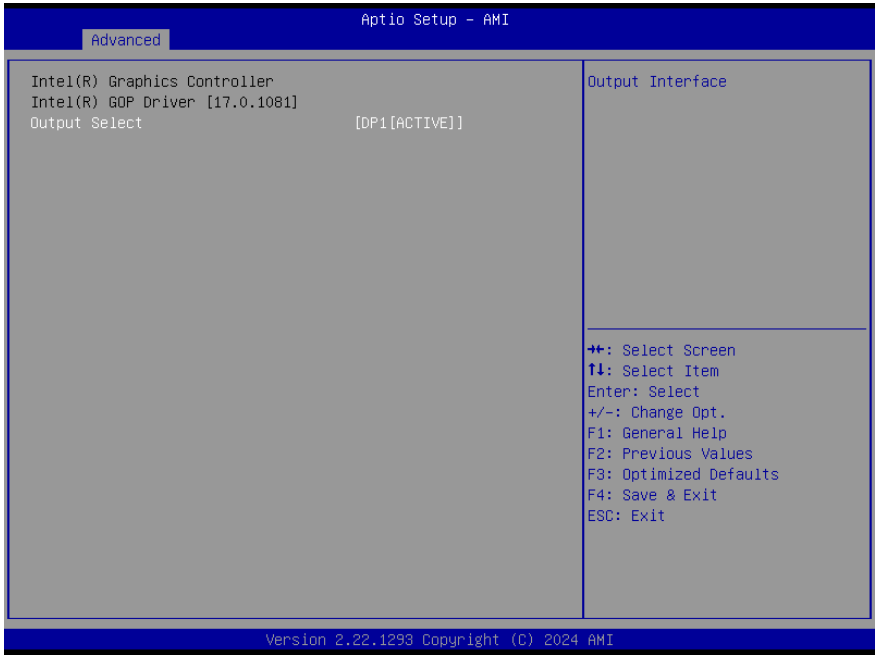 Aptio Setup – AMI
Advanced
Intel(R) Graphics Controller
Intel(R) GOP Driver [17.0.1081]
Output Select [DP1[ACTIVE]]
Output Interface
→←: Select Screen
↑↓: Select Item
Enter: Select
+/-: Change Opt.
F1: General Help
F2: Previous Values
F3: Optimized Defaults
F4: Save & Exit
ESC: Exit
Version 2.22.1293 Copyright (C) 2024 AMI